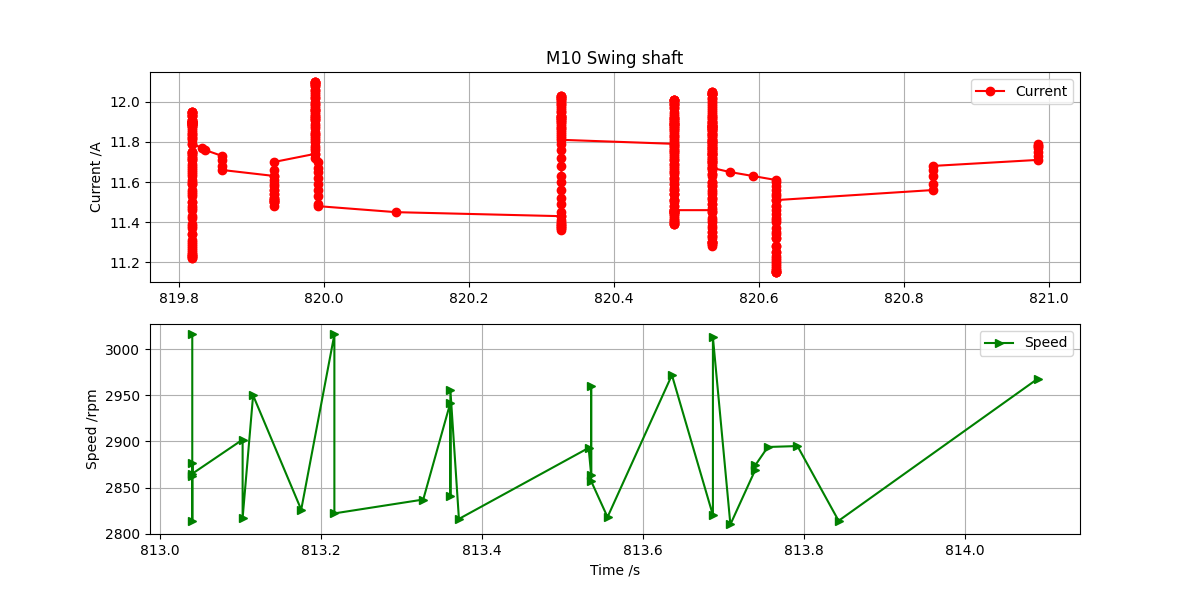 M10 Swing shaft
Current /A
12.0
11.8
11.6
11.4
11.2
Current
819.8 820.0 820.2 820.4 820.6 820.8 821.0
Speed /rpm
3000
2950
2900
2850
2800
Speed
813.0 813.2 813.4 813.6 813.8 814.0
Time /s